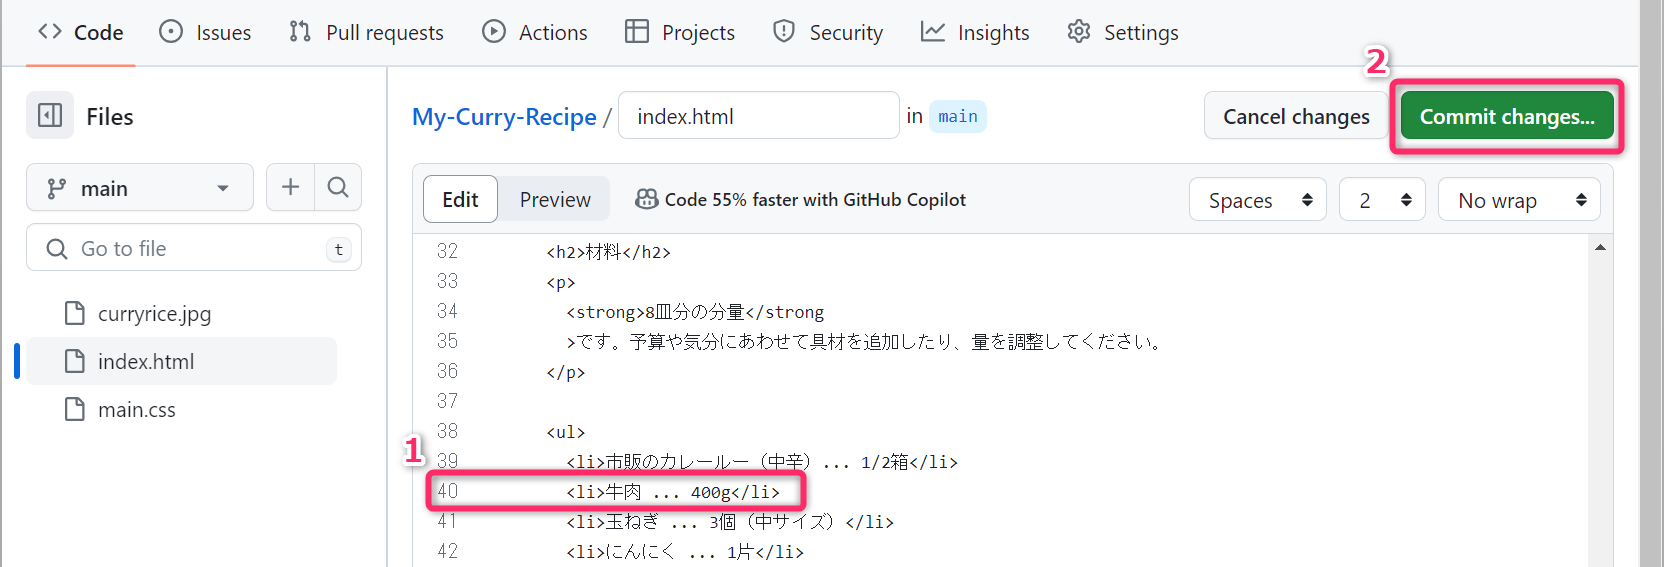 Code Issues Pull requests Actions Projects Security Insights Settings
2
Files
My-Curry-Recipe / index.html in main Cancel changes Commit changes...
main
Edit Preview Code 55% faster with GitHub Copilot Spaces 2 No wrap
Go to file t
curryrice.jpg
index.html
main.css
32 <h2>材料</h2>
33 <p>
34 <strong>8皿分の分量</strong
35 >です。予算や気分にあわせて具材を追加したり、量を調整してください。
36 </p>
37
38 <ul>
1
39 <li>市販のカレールー（中辛）... 1/2箱</li>
40 <li>牛肉 ... 400g</li>
41 <li>玉ねぎ ... 3個（中サイズ）</li>
42 <li>にんにく ... 1片</li>